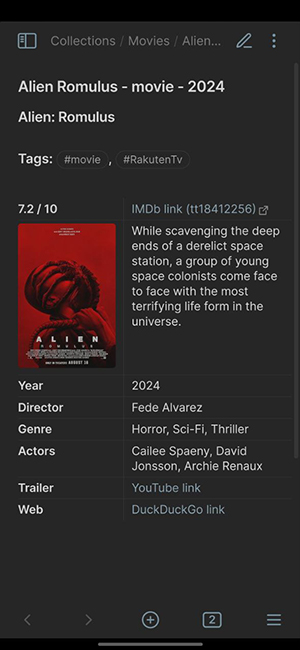 Collections / Movies / Alien...
Alien Romulus - movie - 2024
Alien: Romulus
Tags: #movie , #RakutenTv
7.2 / 10
IMDb link (tt18412256)
While scavenging the deep
ends of a derelict space
station, a group of young
space colonists come face
to face with the most
terrifying life form in the
universe.
ALIEN
ROMULUS
AUGUST 16
Year 2024
Director Fede Alvarez
Genre Horror, Sci-Fi, Thriller
Actors Cailee Spaeny, David
Jonsson, Archie Renaux
Trailer YouTube link
Web DuckDuckGo link
2